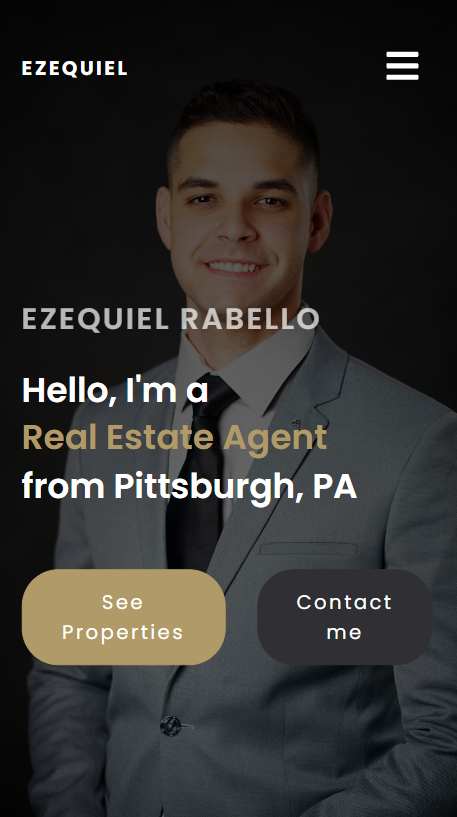 EZEQUIEL
EZEQUIEL RABELLO
Hello, I'm a
Real Estate Agent
from Pittsburgh, PA
See
Properties
Contact
me